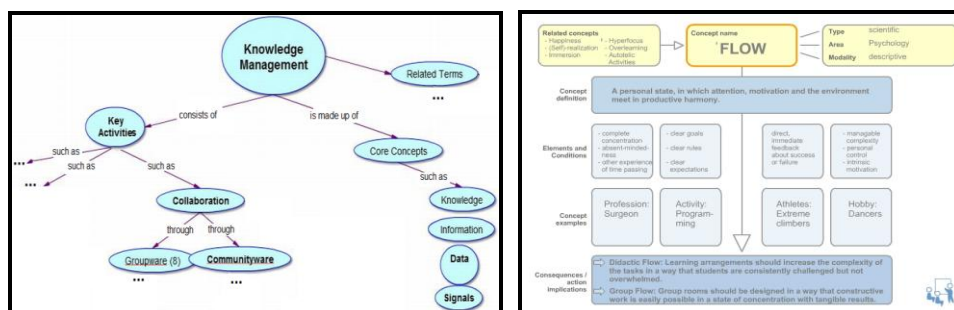 Knowledge
Management
Related Terms
...
consists of
is made up of
Key
Activities
Core Concepts
such as
such as
such as
such as
...
...
Collaboration
Knowledge
through
through
Information
Groupware (8)
Communityware
...
...
Data
Signals
Related concepts
- Happiness
- (Self)-realization
- Immersion
- Hyperfocus
- Overlearning
- Autotelic
Activities
Concept name
FLOW
Type scientific
Area Psychology
Modality descriptive
Concept
definition
A personal state, in which attention, motivation and the environment
meet in productive harmony.
Elements and
Conditions
- complete
concentration
- absent-minded-
ness
- other experience
of time passing
- clear goals
- clear rules
- clear
expectations
direct,
immediate
feedback
about success
or failure
- managable
complexity
- personal
control
- intrinsic
motivation
Concept
examples
Profession:
Surgeon
Activity:
Program-
ming
Athletes:
Extreme
climbers
Hobby:
Dancers
Consequences /
action
implications
Didactic Flow: Learning arrangements should increase the complexity of
the tasks in a way that students are consistently challenged but not
overwhelmed.
Group Flow: Group rooms should be designed in a way that constructive
work is easily possible in a state of concentration with tangible results.